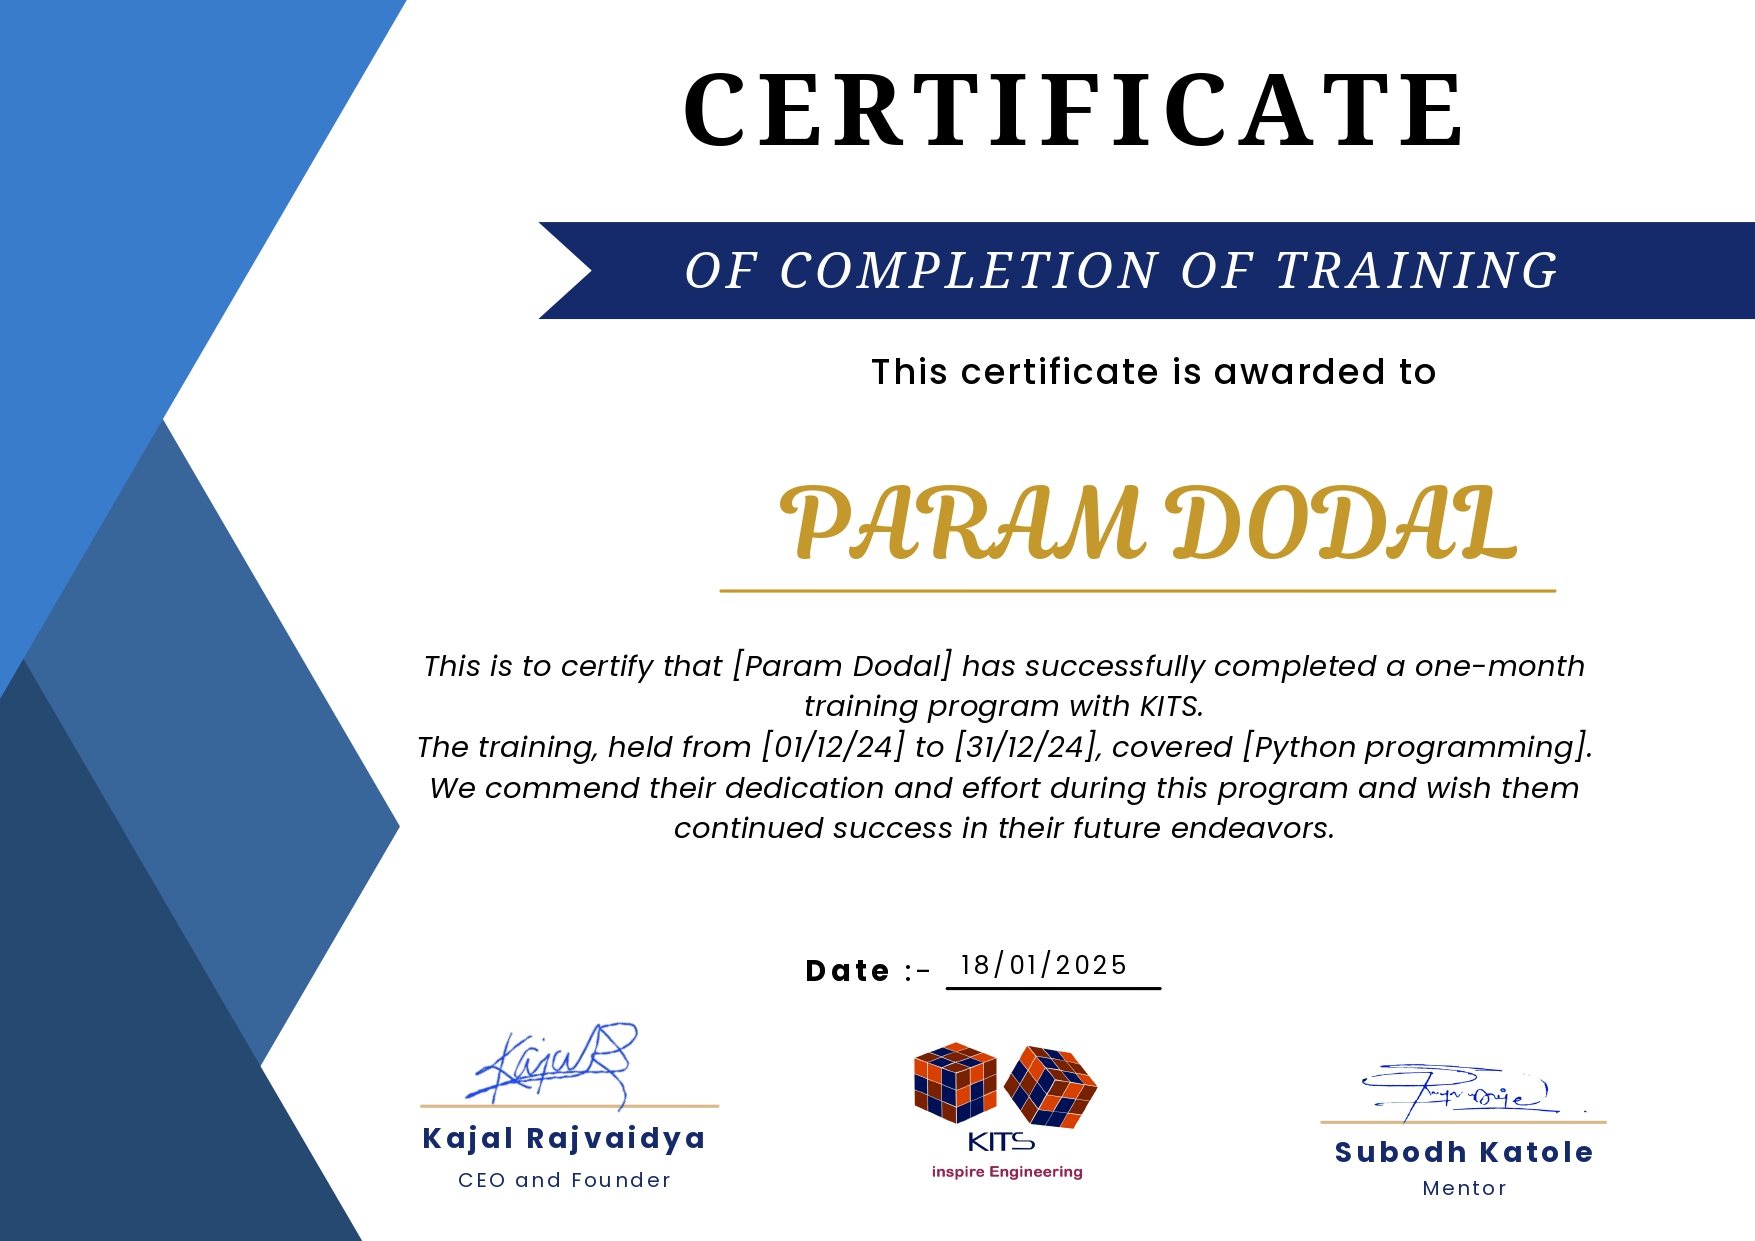 CERTIFICATE
OF COMPLETION OF TRAINING
This certificate is awarded to
PARAM DODAL
This is to certify that [Param Dodal] has successfully completed a one-month
training program with KITS.
The training, held from [01/12/24] to [31/12/24], covered [Python programming].
We commend their dedication and effort during this program and wish them
continued success in their future endeavors.
Date :- 18/01/2025
Kajal Rajvaidya
CEO and Founder
KITS
inspire Engineering
Subodh Katole
Mentor